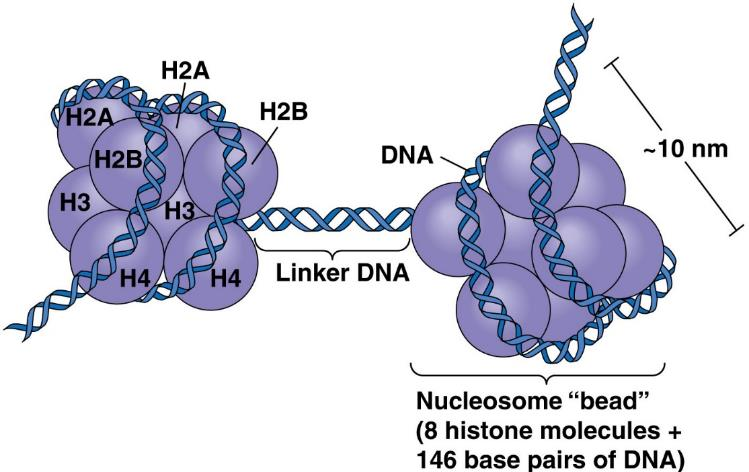 H2A
H2A
H2B
H2B
DNA
~10 nm
H3
H3
H4
H4
Linker DNA
Nucleosome “bead”
(8 histone molecules +
146 base pairs of DNA)